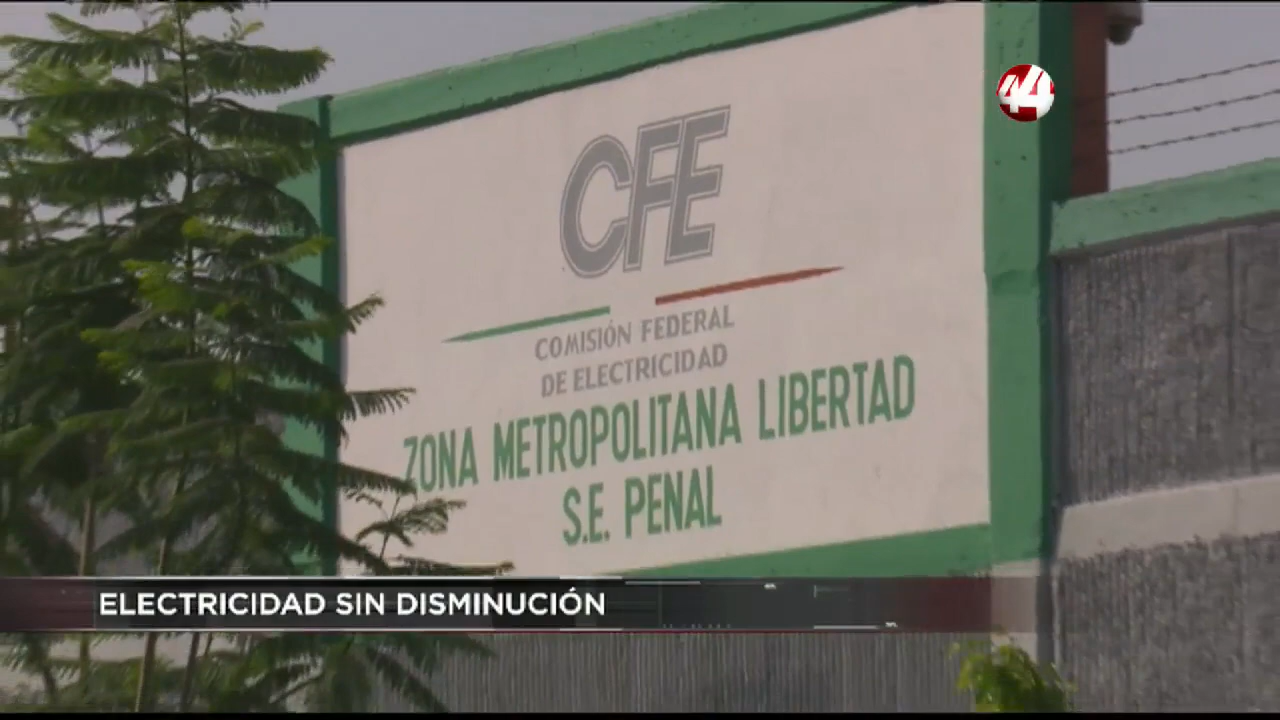 44
CFE
COMISIÓN FEDERAL
DE ELECTRICIDAD
ZONA METROPOLITANA LIBERTAD
S.E. PENAL
ELECTRICIDAD SIN DISMINUCIÓN